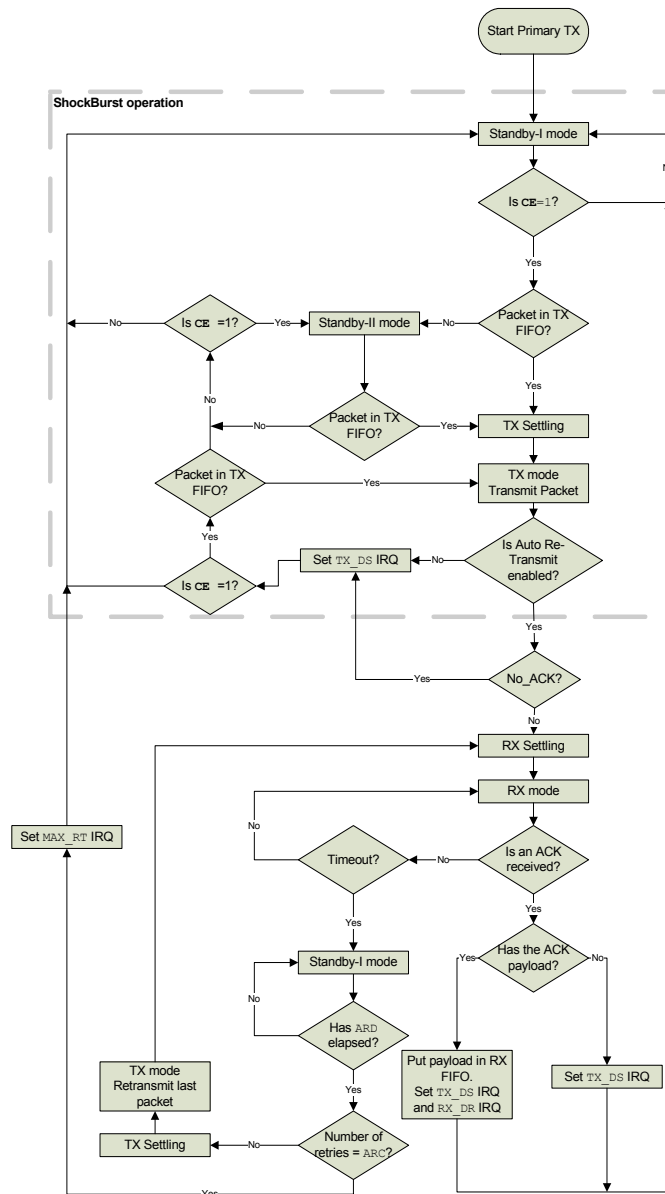 Start Primary TX
ShockBurst operation
Standby-I mode
Is CE=1?
Yes
No
Is CE =1?
Yes
Standby-II mode
No
Packet in TX
FIFO?
No
Yes
Packet in TX
FIFO?
No
Yes
TX Settling
Packet in TX
FIFO?
Yes
TX mode
Transmit Packet
Yes
Is CE =1?
Set TX_DS IRQ
No
Is Auto Re-
Transmit
enabled?
Yes
No_ACK?
Yes
No
RX Settling
RX mode
Set MAX_RT IRQ
No
Timeout?
No
Is an ACK
received?
Yes
Yes
Standby-I mode
Yes
Has the ACK
payload?
No
No
Has ARD
elapsed?
Yes
TX mode
Retransmit last
packet
Put payload in RX
FIFO.
Set TX_DS IRQ
and RX_DR IRQ
Set TX_DS IRQ
TX Settling
No
Number of
retries = ARC?
Yes